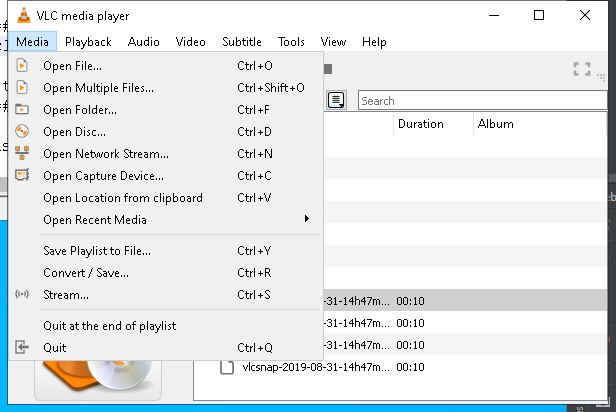 VLC media player
Media Playback Audio Video Subtitle Tools View Help
Open File... Ctrl+O
Open Multiple Files... Ctrl+Shift+O
Open Folder... Ctrl+F
Open Disc... Ctrl+D
Open Network Stream... Ctrl+N
Open Capture Device... Ctrl+C
Open Location from clipboard Ctrl+V
Open Recent Media
Save Playlist to File... Ctrl+Y
Convert / Save... Ctrl+R
Stream... Ctrl+S
Quit at the end of playlist
Quit Ctrl+Q
Search
Duration Album
-31-14h47m... 00:10
-31-14h47m... 00:10
-31-14h47m... 00:10
vlcsnap-2019-08-31-14h47m... 00:10